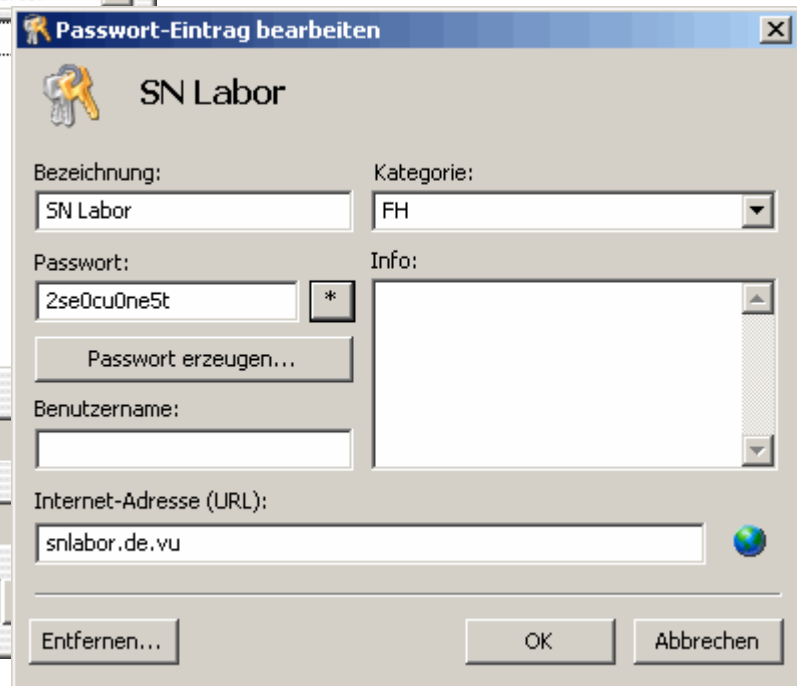 Passwort-Eintrag bearbeiten
SN Labor
Bezeichnung:
Kategorie:
SN Labor
FH
Passwort:
Info:
2se0cu0ne5t
*
Passwort erzeugen...
Benutzername:
Internet-Adresse (URL):
snlabor.de.vu
Entfernen...
OK
Abbrechen